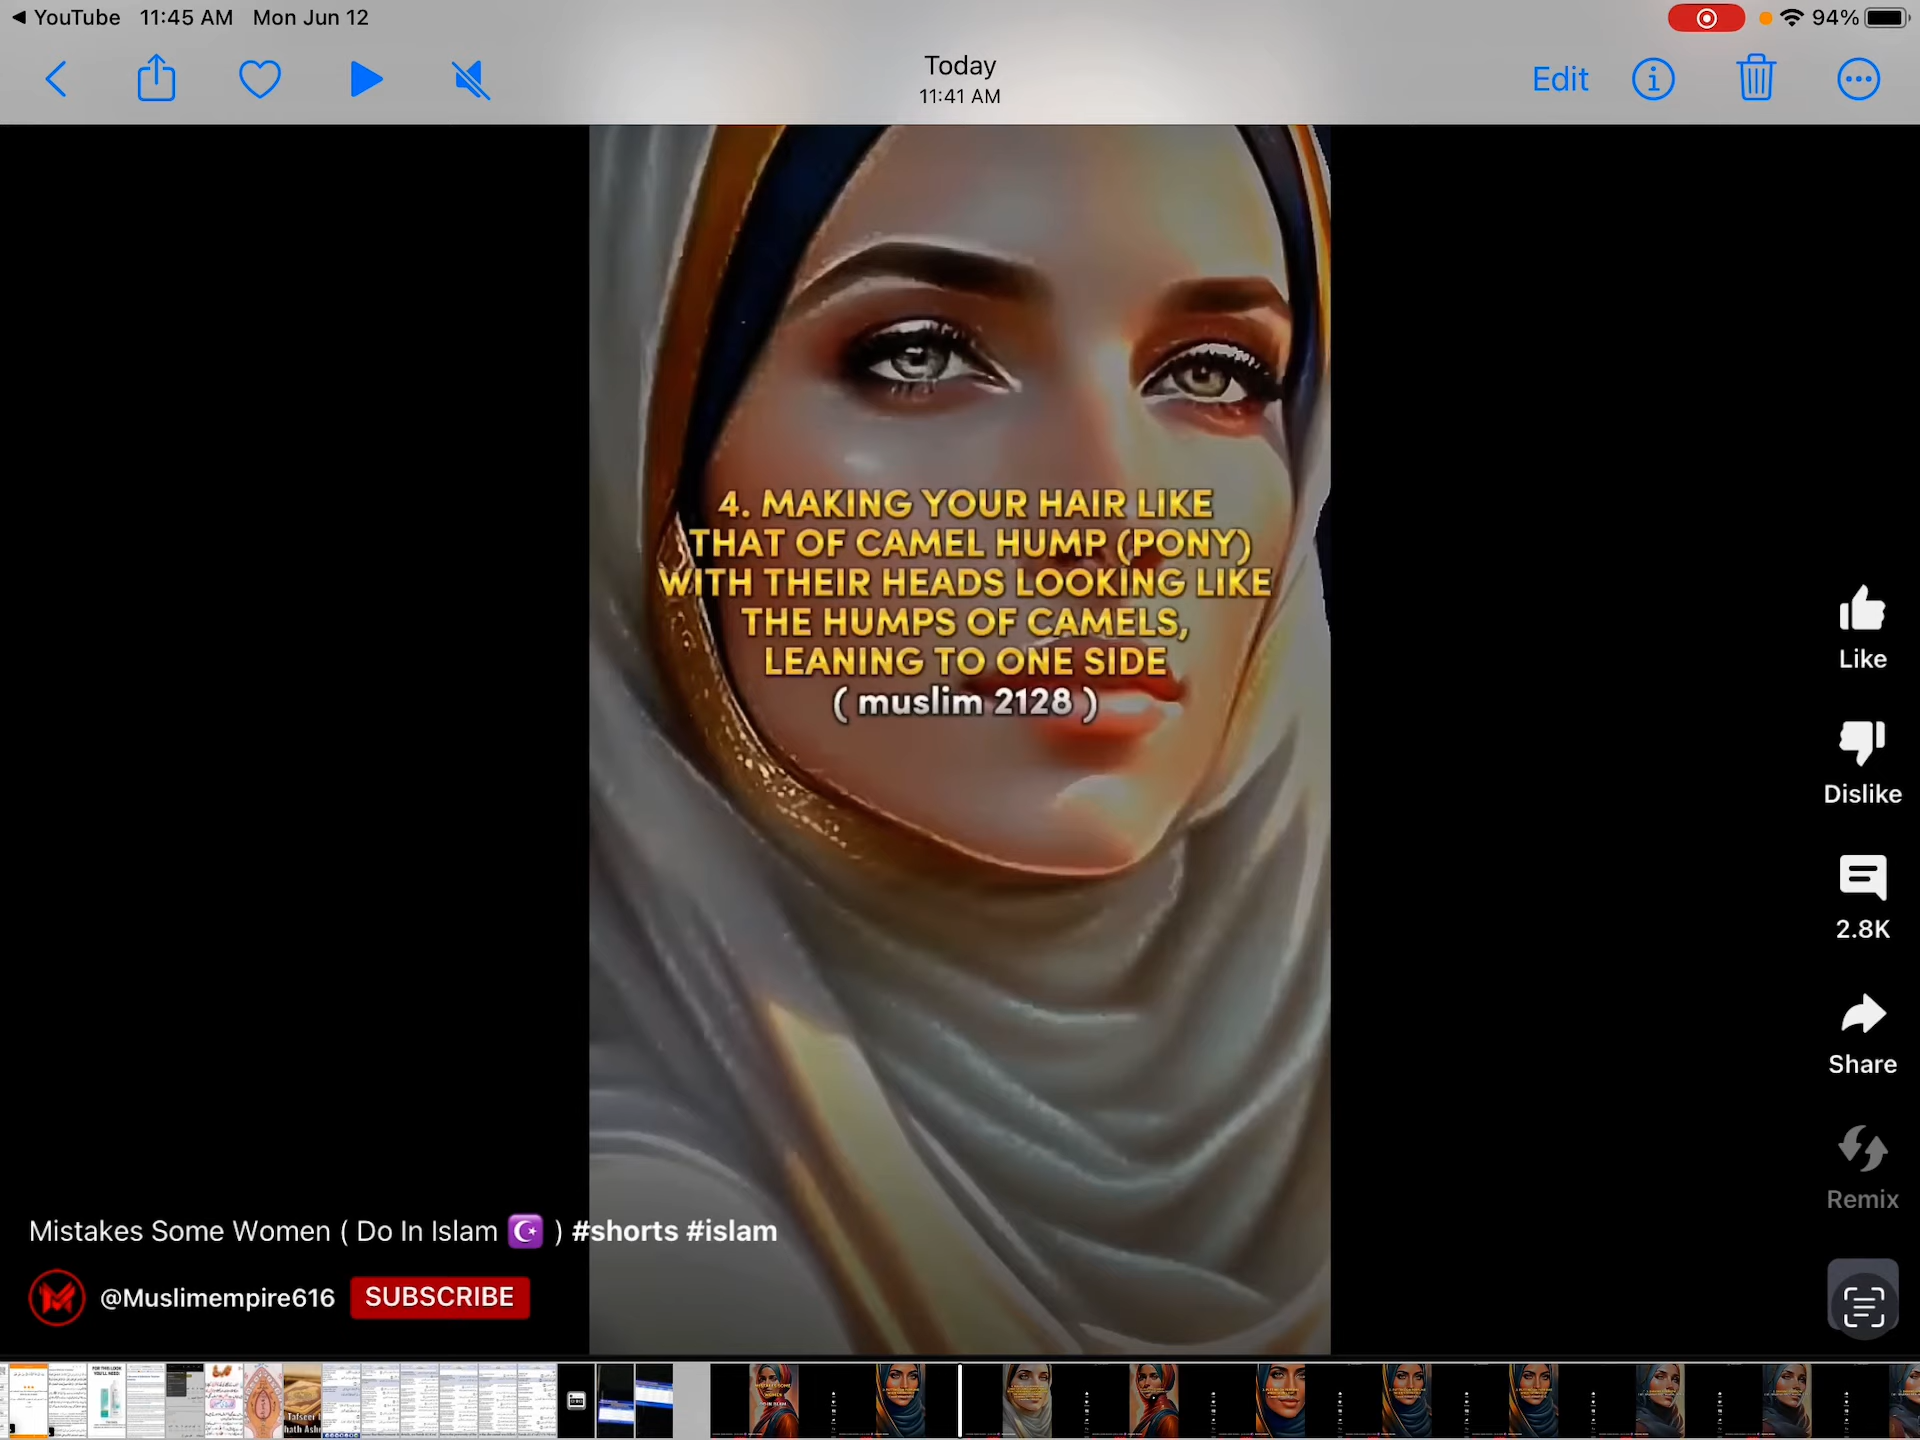 YouTube 11:45 AM Mon Jun 12
94%
Today
11:41 AM
Edit
4. MAKING YOUR HAIR LIKE
THAT OF CAMEL HUMP (PONY)
WITH THEIR HEADS LOOKING LIKE
THE HUMPS OF CAMELS,
LEANING TO ONE SIDE
( muslim 2128 )
Like
Dislike
2.8K
Share
Remix
Mistakes Some Women ( Do In Islam ☪️ ) #shorts #islam
@Muslimempire616 SUBSCRIBE